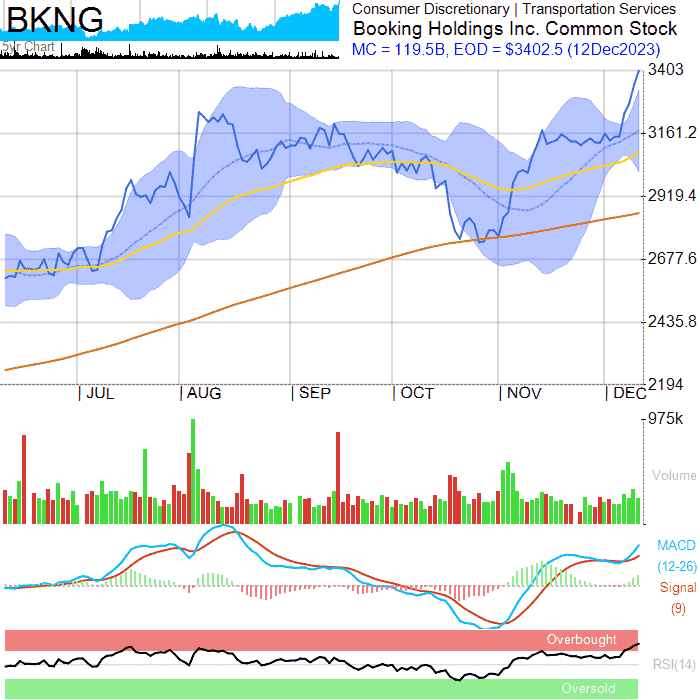 BKNG
5yr Chart
Consumer Discretionary | Transportation Services
Booking Holdings Inc. Common Stock
MC = 119.5B, EOD = $3402.5 (12Dec2023)
3403
3161.2
2919.4
2677.6
2435.8
2194
JUL
AUG
SEP
OCT
NOV
DEC
975k
Volume
MACD
(12-26)
Signal
(9)
Overbought
RSI(14)
Oversold